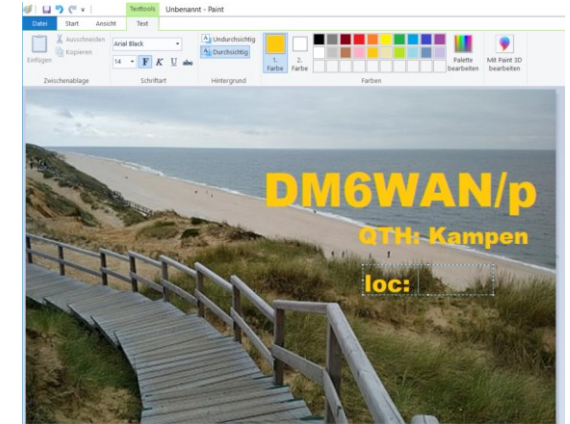 Texttools Unbenannt - Paint
Datei Start Ansicht Text
Einfügen
Ausschneiden
Kopieren
Zwischenablage
Arial Black
14 F K U abc
Schriftart
Undurchsichtig
Durchsichtig
Hintergrund
1.
Farbe
2.
Farbe
Palette
bearbeiten
Farben
Mit Paint 3D
bearbeiten
DM6WAN/p
QTH: Kampen
loc: